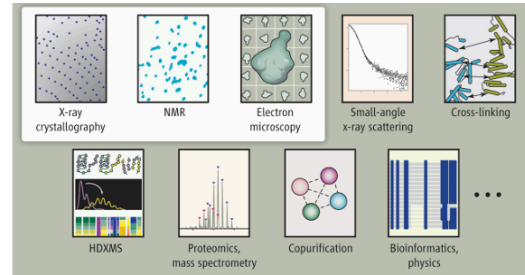 X-ray
crystallography
NMR
Electron
microscopy
Small-angle
x-ray scattering
Cross-linking
HDXMS
Proteomics,
mass spectrometry
Copurification
Bioinformatics,
physics